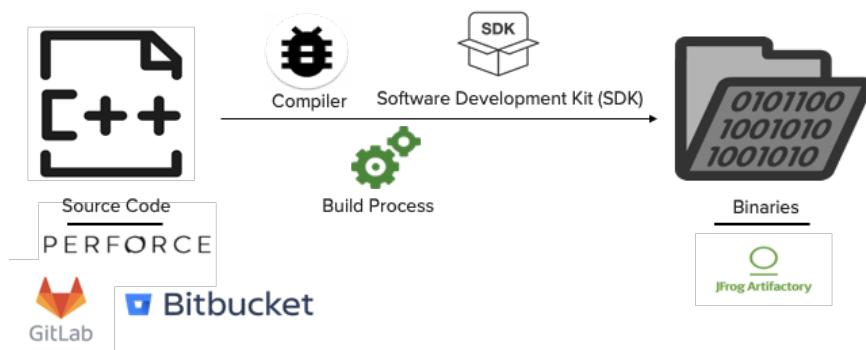 C++
SDK
Compiler
Software Development Kit (SDK)
Build Process
0101100
1001010
1001010
Source Code
PERFORCE
GitLab
Bitbucket
Binaries
JFrog Artifactory